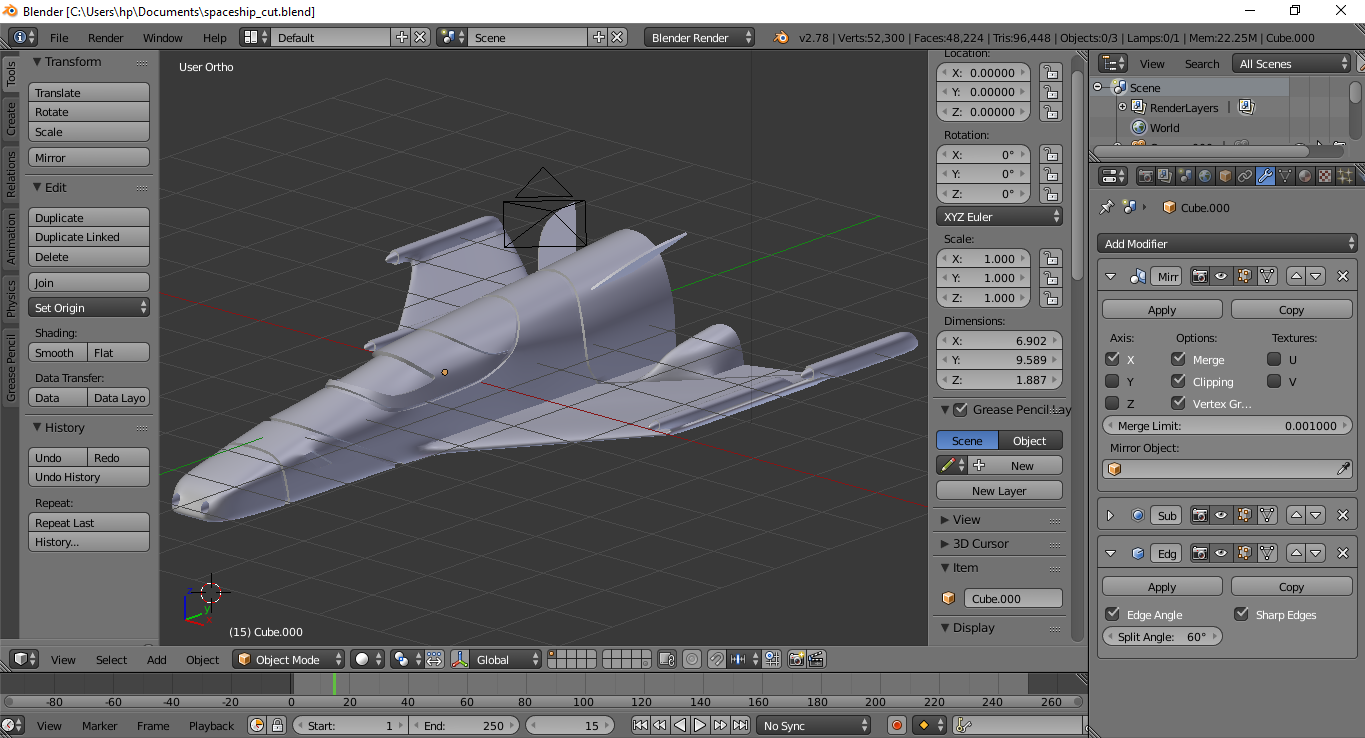 Blender [C:\Users\hp\Documents\spaceship_cut.blend]
File Render Window Help Default Scene Blender Render v2.78 | Verts:52,300 | Faces:48,224 | Tris:96,448 | Objects:0/3 | Lamps:0/1 | Mem:22.25M | Cube.000
Tools
Create
Relations
Animation
Physics
Grease Pencil
Transform
Translate
Rotate
Scale
Mirror
Edit
Duplicate
Duplicate Linked
Delete
Join
Set Origin
Shading:
Smooth Flat
Data Transfer:
Data Data Layo
History
Undo Redo
Undo History
Repeat:
Repeat Last
History...
User Ortho
z
y
(15) Cube.000
Location:
X: 0.00000
Y: 0.00000
Z: 0.00000
Rotation:
X: 0°
Y: 0°
Z: 0°
XYZ Euler
Scale:
X: 1.000
Y: 1.000
Z: 1.000
Dimensions:
X: 6.902
Y: 9.589
Z: 1.887
Grease Pencil Lay
Scene Object
New
New Layer
View
3D Cursor
Item
Cube.000
Display
View Search All Scenes
Scene
RenderLayers
World
Cube.000
Add Modifier
Mirr
Apply Copy
Axis: Options: Textures:
X Merge U
Y Clipping V
Z Vertex Gr...
Merge Limit: 0.001000
Mirror Object:
Sub
Edg
Apply Copy
Edge Angle Sharp Edges
Split Angle: 60°
View Select Add Object Object Mode Global
-80 -60 -40 -20 0 20 40 60 80 100 120 140 160 180 200 220 240 260
View Marker Frame Playback Start: 1 End: 250 15 No Sync